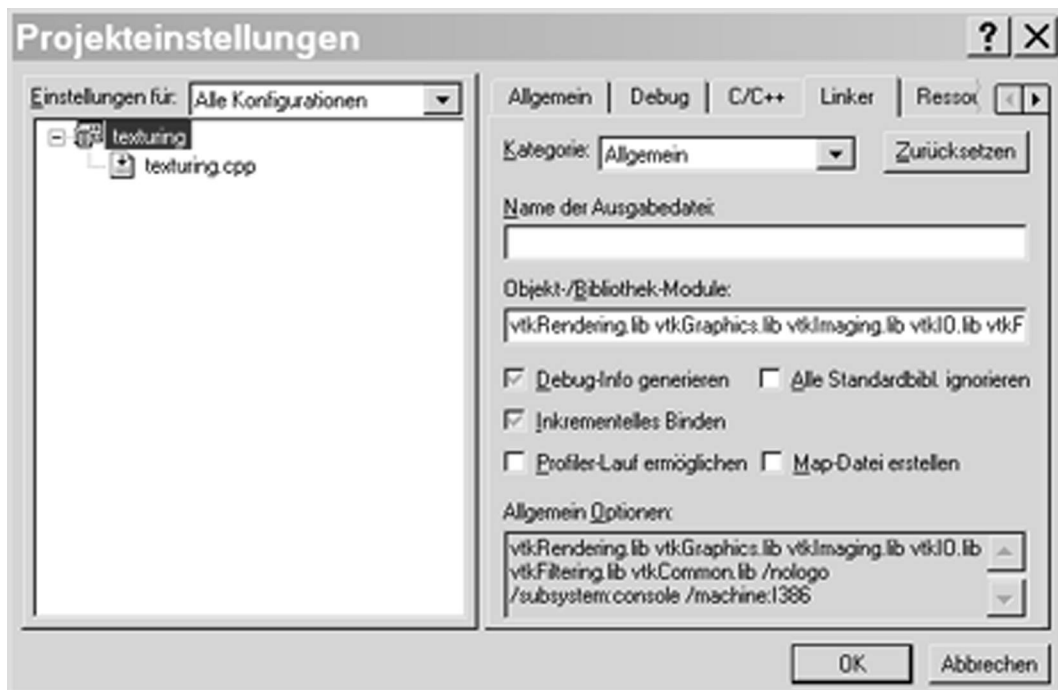 Projekteinstellungen
Einstellungen für: Alle Konfigurationen
texturing
texturing.cpp
Allgemein Debug C/C++ Linker Ressou
Kategorie: Allgemein Zurücksetzen
Name der Ausgabedatei:
Objekt-/Bibliothek-Module:
vtkRendering.lib vtkGraphics.lib vtkImaging.lib vtkIO.lib vtkF
Debug-Info generieren Alle Standardbibl. ignorieren
Inkrementelles Binden
Profiler-Lauf ermöglichen Map-Datei erstellen
Allgemein Optionen:
vtkRendering.lib vtkGraphics.lib vtkImaging.lib vtkIO.lib
vtkFiltering.lib vtkCommon.lib /nologo
/subsystem:console /machine:I386
OK Abbrechen